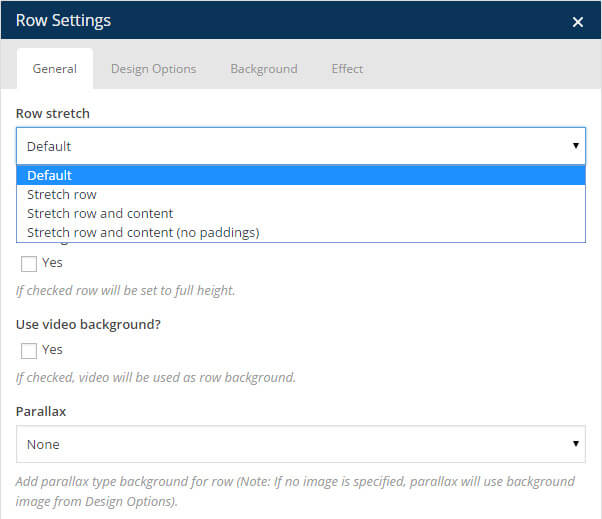 Row Settings ×
General Design Options Background Effect
Row stretch
Default
Default
Stretch row
Stretch row and content
Stretch row and content (no paddings)
Yes
If checked row will be set to full height.
Use video background?
Yes
If checked, video will be used as row background.
Parallax
None
Add parallax type background for row (Note: If no image is specified, parallax will use background
image from Design Options).